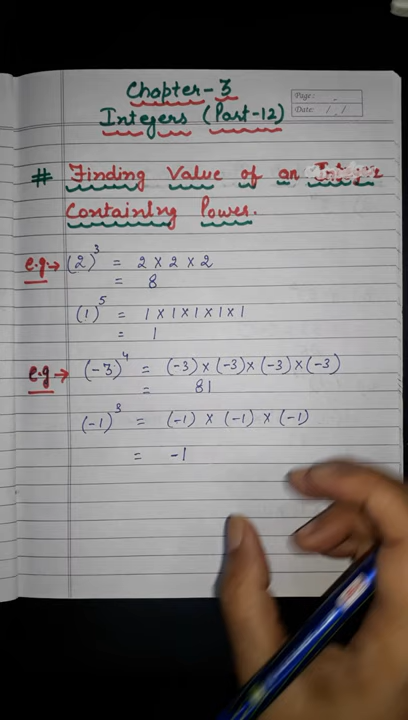 Chapter-3
Integers (Part-12)
Page:
Date: / /
# Finding Value of an Integer
Containing Power.
e.g→ (2)³ = 2 × 2 × 2
= 8
(1)⁵ = 1 × 1 × 1 × 1 × 1
= 1
e.g→ (-3)⁴ = (-3) × (-3) × (-3) × (-3)
= 81
(-1)³ = (-1) × (-1) × (-1)
= -1